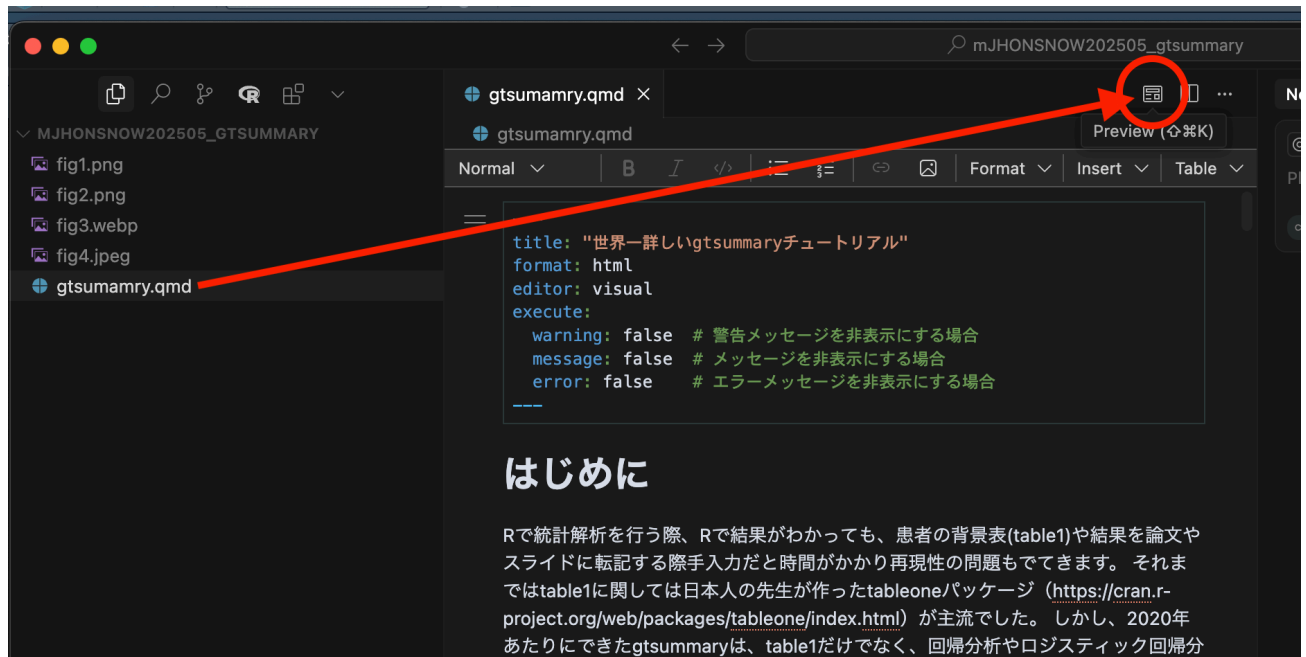 mJHONSNOW202505_gtsummary
gtsumamry.qmd
MJHONSNOW202505_GTSUMMARY
fig1.png
fig2.png
fig3.webp
fig4.jpeg
gtsumamry.qmd
gtsumamry.qmd
Preview (⇧⌘K)
Normal B I </> Format Insert Table
title: "世界一詳しいgtsummaryチュートリアル"
format: html
editor: visual
execute:
warning: false # 警告メッセージを非表示にする場合
message: false # メッセージを非表示にする場合
error: false # エラーメッセージを非表示にする場合
---
はじめに
Rで統計解析を行う際、Rで結果がわかっても、患者の背景表(table1)や結果を論文や
スライドに転記する際手入力だと時間がかかり再現性の問題もでてきます。 それま
ではtable1に関しては日本人の先生が作ったtableoneパッケージ（https://cran.r-
project.org/web/packages/tableone/index.html）が主流でした。 しかし、2020年
あたりにできたgtsummaryは、table1だけでなく、回帰分析やロジスティック回帰分